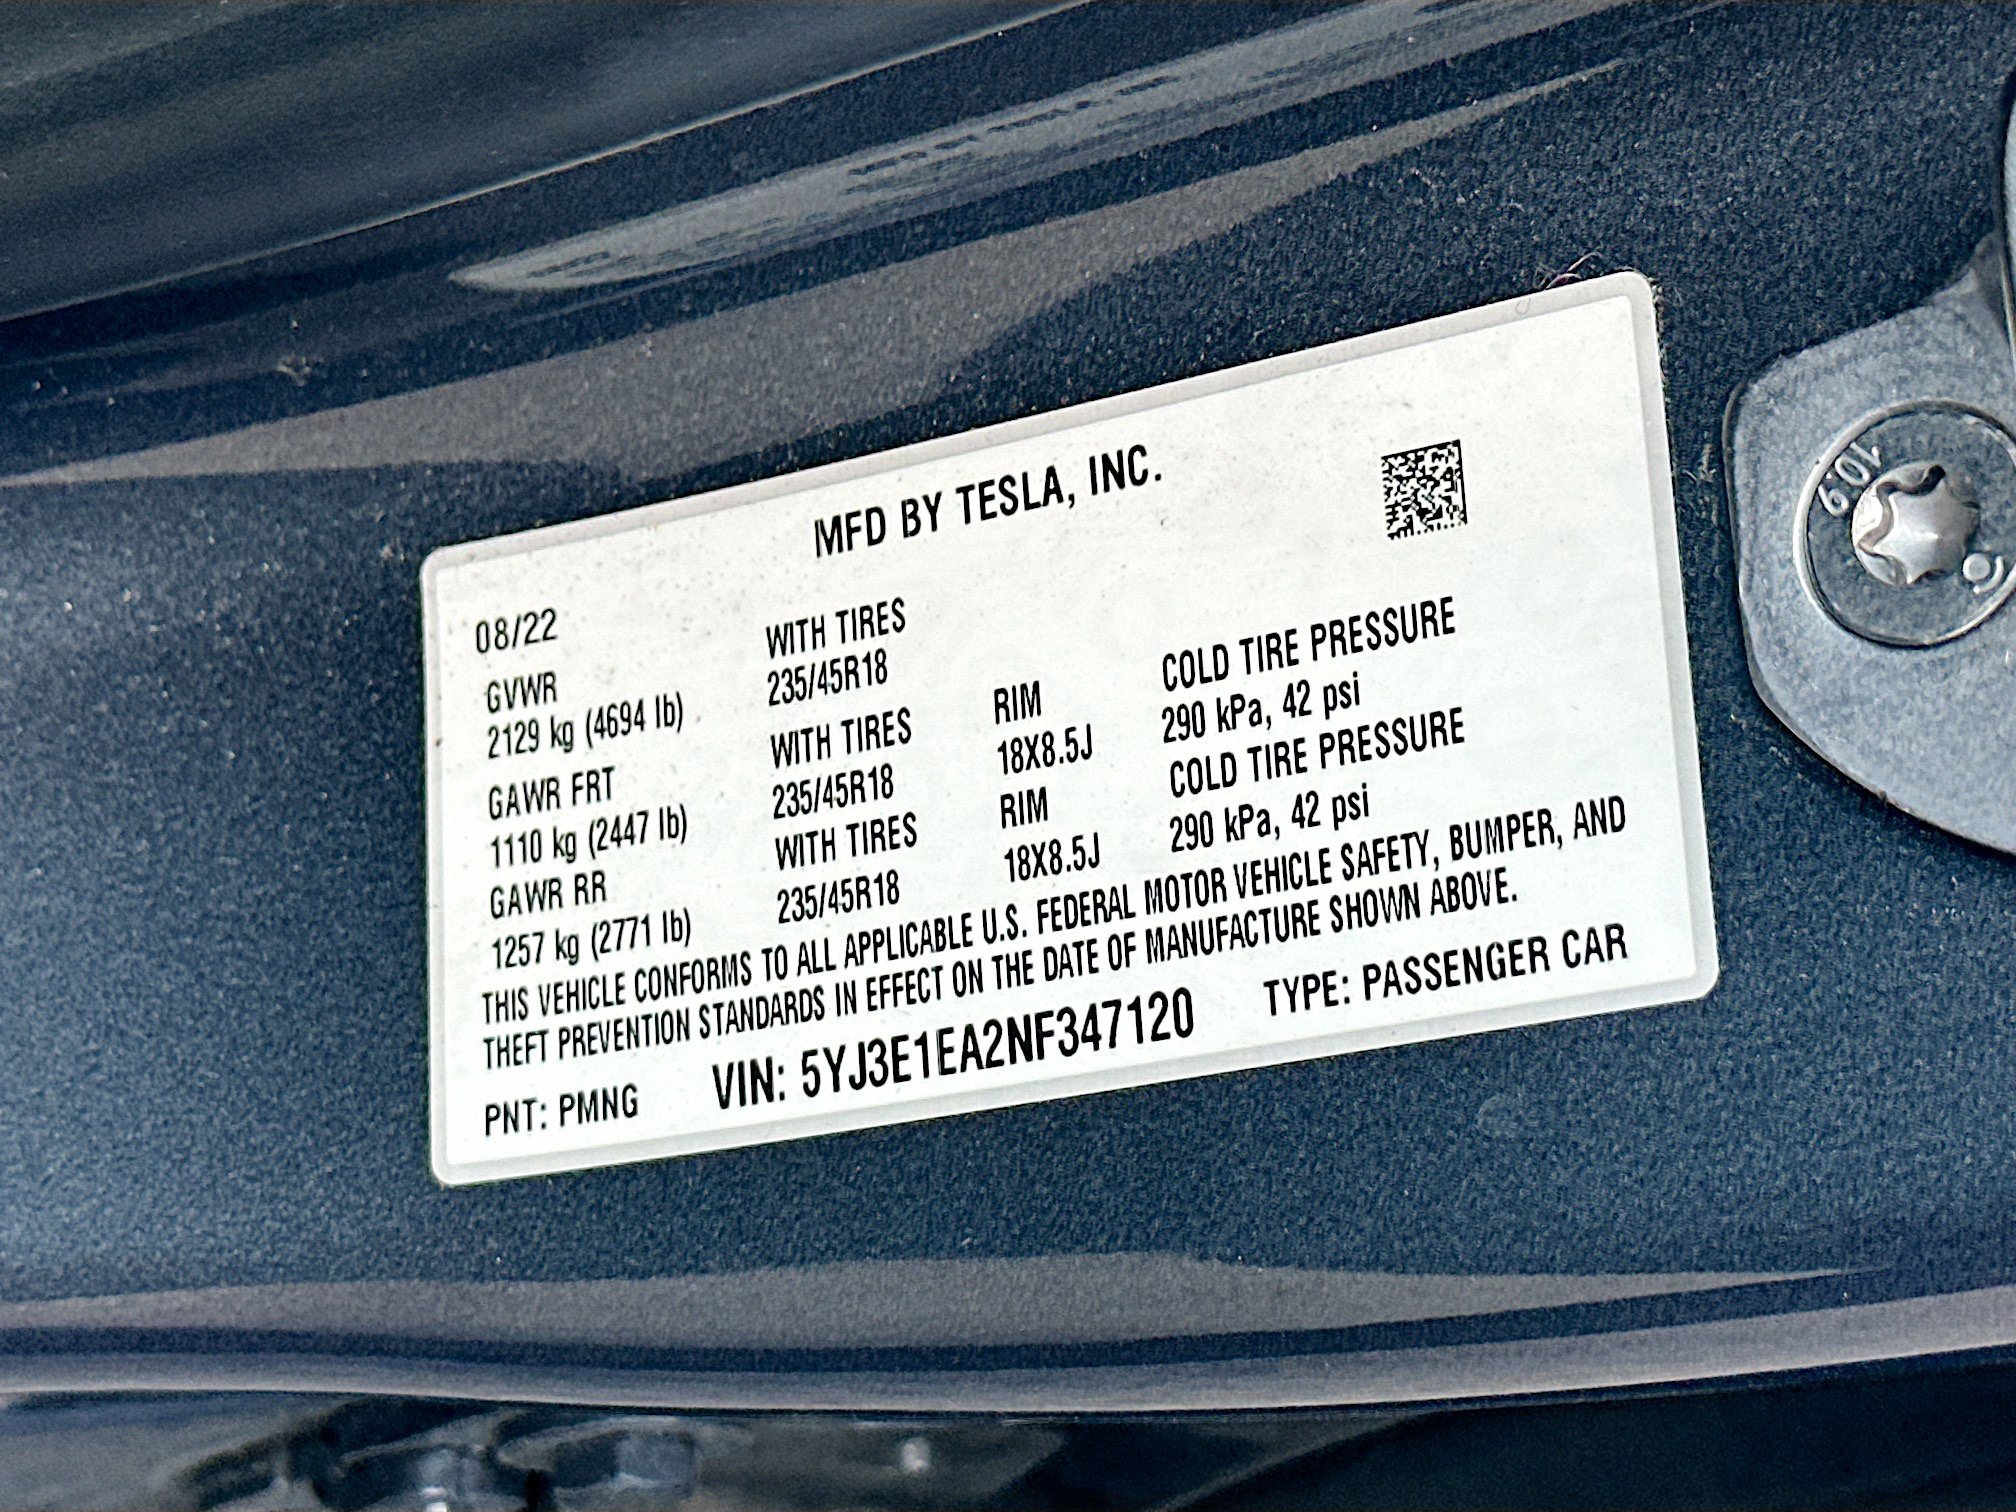 MFD BY TESLA, INC.
08/22
GVWR WITH TIRES
2129 kg (4694 lb) 235/45R18
GAWR FRT WITH TIRES RIM COLD TIRE PRESSURE
1110 kg (2447 lb) 235/45R18 18X8.5J 290 kPa, 42 psi
GAWR RR WITH TIRES RIM COLD TIRE PRESSURE
1257 kg (2771 lb) 235/45R18 18X8.5J 290 kPa, 42 psi
THIS VEHICLE CONFORMS TO ALL APPLICABLE U.S. FEDERAL MOTOR VEHICLE SAFETY, BUMPER, AND
THEFT PREVENTION STANDARDS IN EFFECT ON THE DATE OF MANUFACTURE SHOWN ABOVE.
PNT: PMNG VIN: 5YJ3E1EA2NF347120 TYPE: PASSENGER CAR
10.9